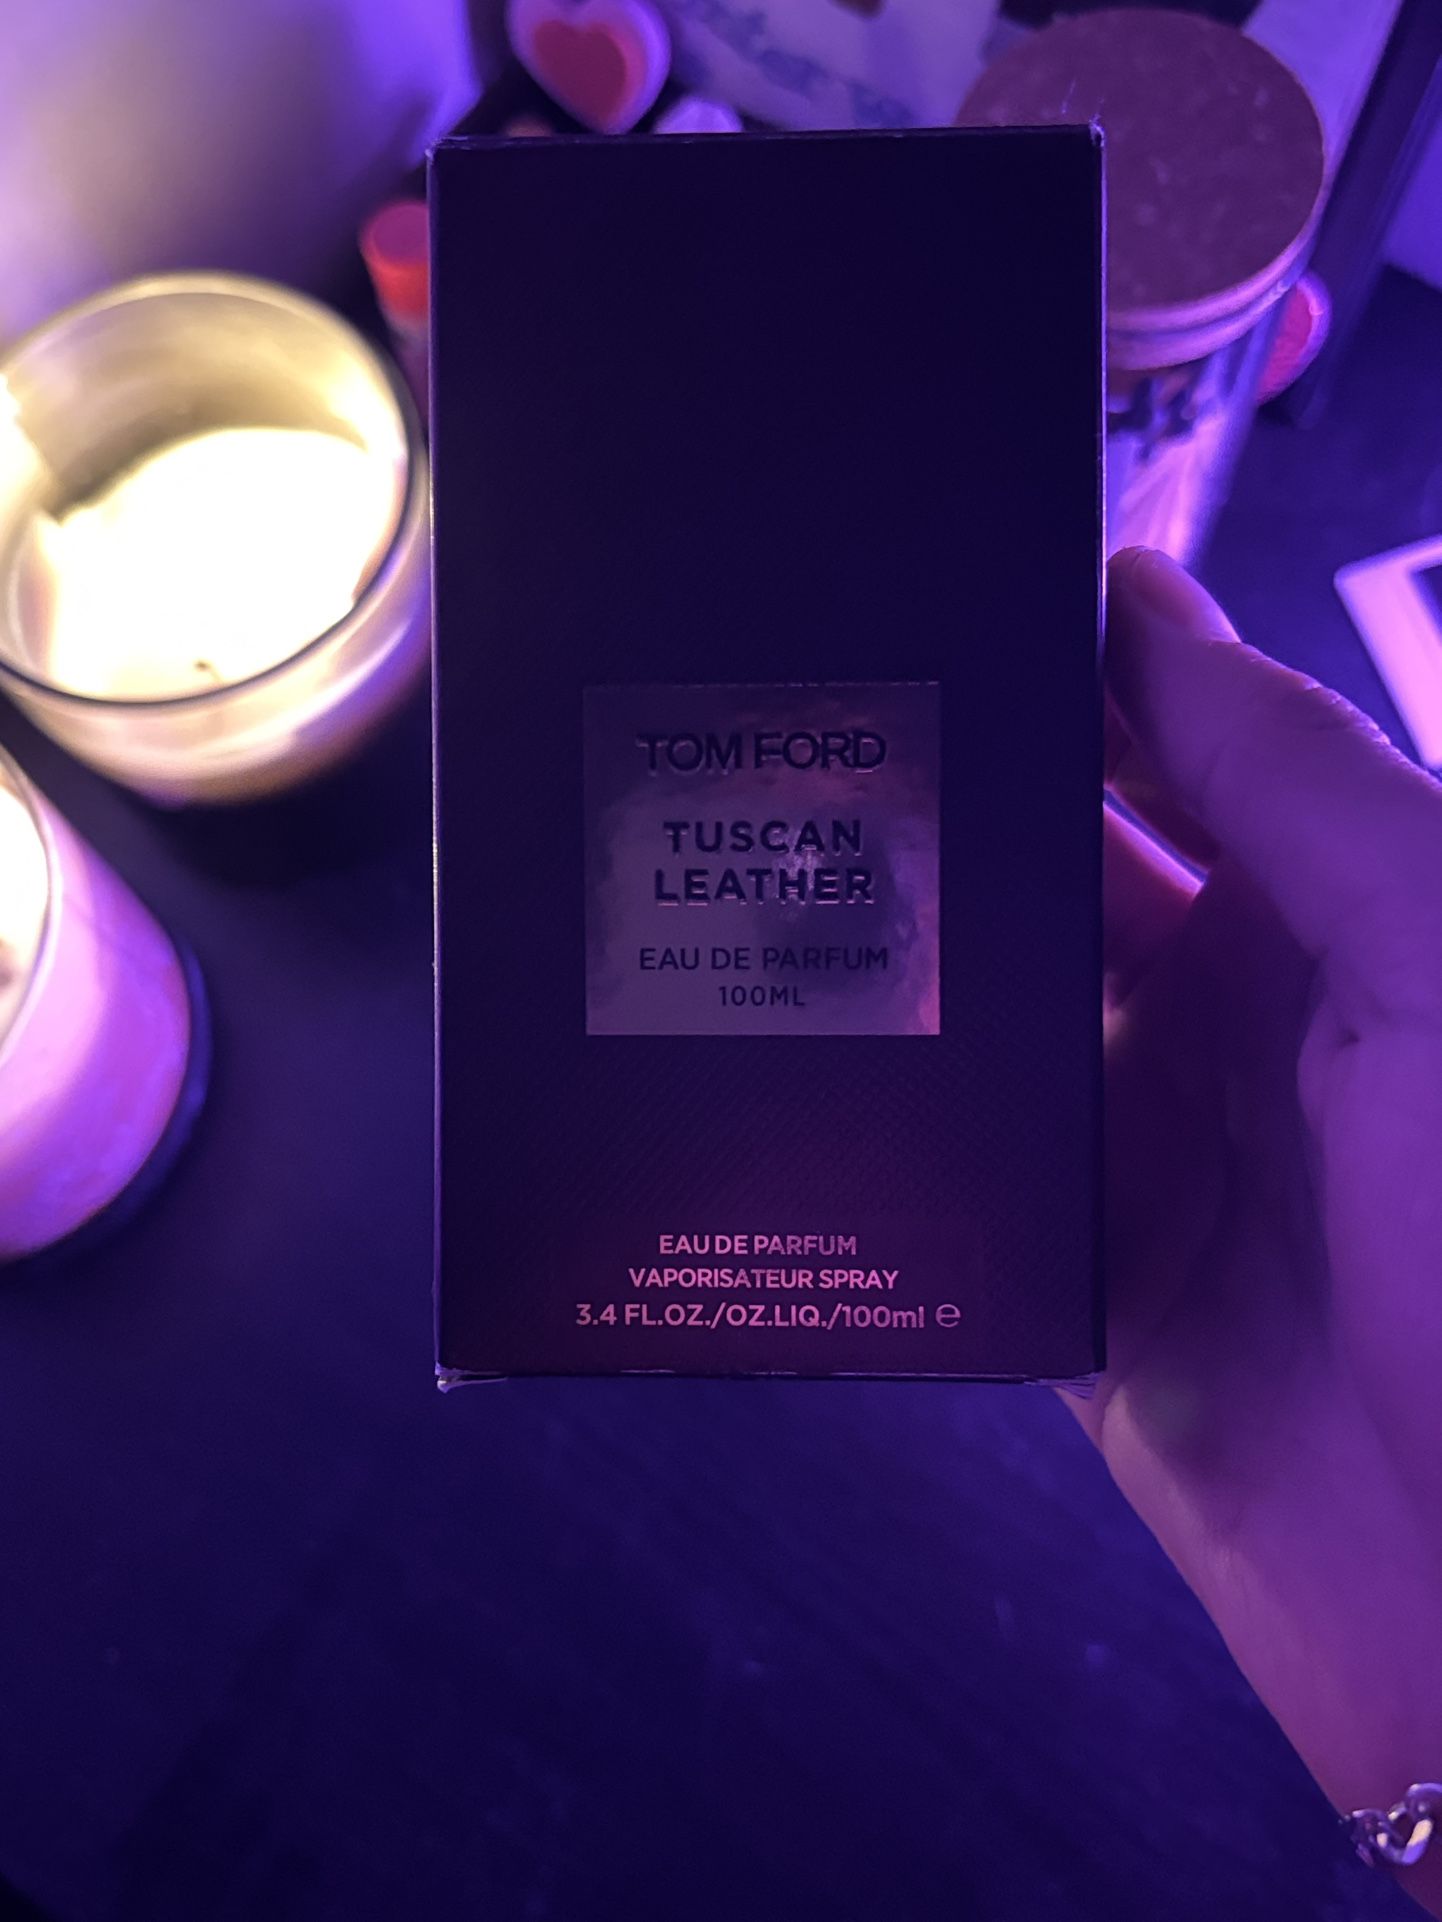 TOM FORD
TUSCAN
LEATHER
EAU DE PARFUM
100ML
EAU DE PARFUM
VAPORISATEUR SPRAY
3.4 FL.OZ./OZ.LIQ./100ml ℮